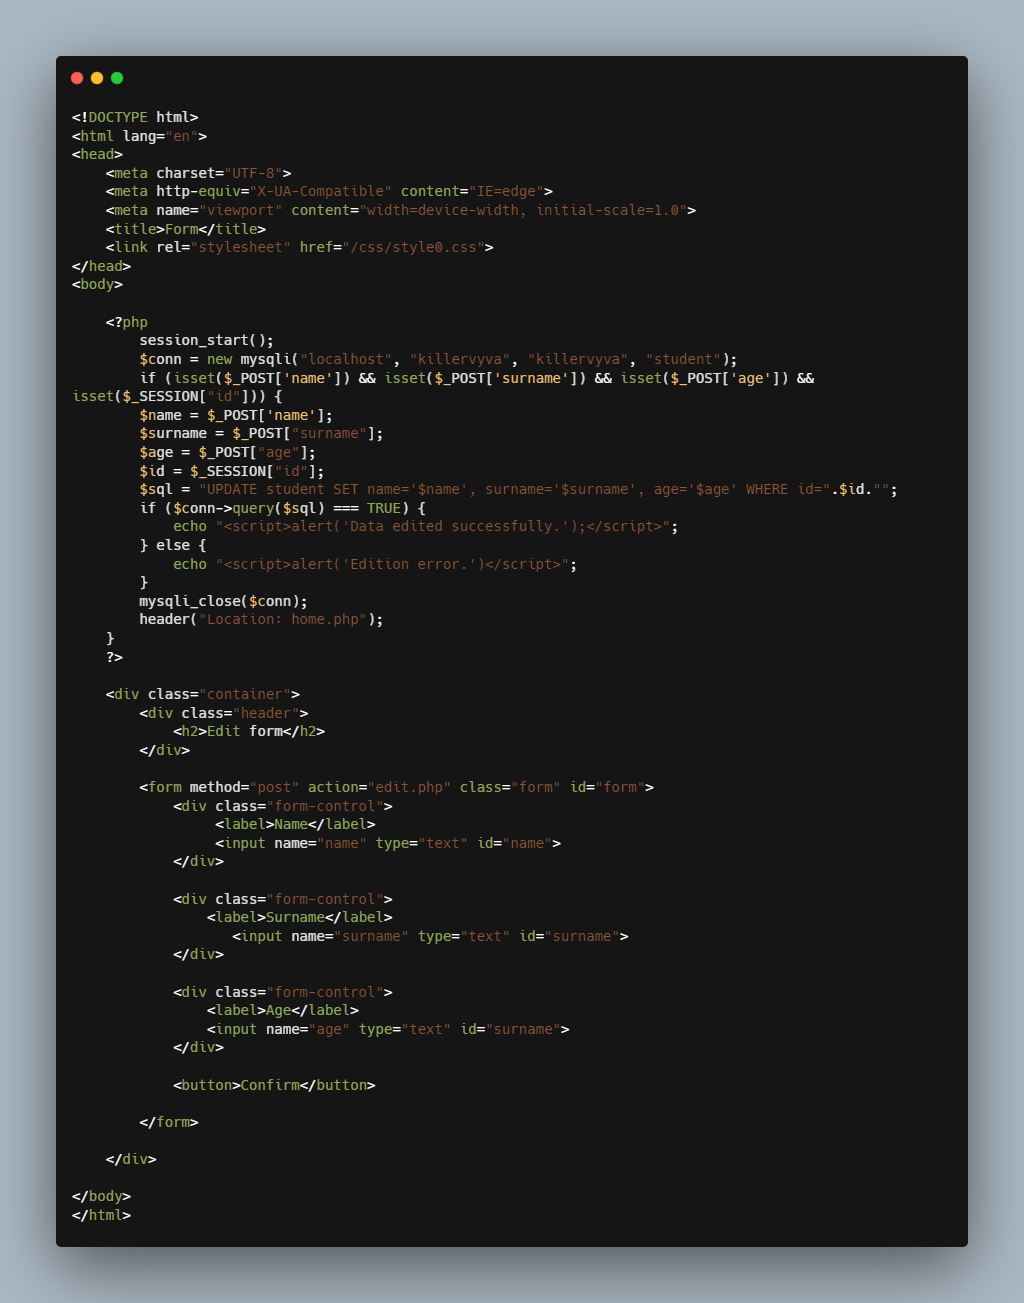 <!DOCTYPE html>
<html lang="en">
<head>
    <meta charset="UTF-8">
    <meta http-equiv="X-UA-Compatible" content="IE=edge">
    <meta name="viewport" content="width=device-width, initial-scale=1.0">
    <title>Form</title>
    <link rel="stylesheet" href="/css/style0.css">
</head>
<body>

    <?php
        session_start();
        $conn = new mysqli("localhost", "killervyva", "killervyva", "student");
        if (isset($_POST['name']) && isset($_POST['surname']) && isset($_POST['age']) &&
isset($_SESSION["id"])) {
        $name = $_POST['name'];
        $surname = $_POST["surname"];
        $age = $_POST["age"];
        $id = $_SESSION["id"];
        $sql = "UPDATE student SET name='$name', surname='$surname', age='$age' WHERE id=".$id."";
        if ($conn->query($sql) === TRUE) {
            echo "<script>alert('Data edited successfully.');</script>";
        } else {
            echo "<script>alert('Edition error.')</script>";
        }
        mysqli_close($conn);
        header("Location: home.php");
    }
    ?>

    <div class="container">
        <div class="header">
            <h2>Edit form</h2>
        </div>

        <form method="post" action="edit.php" class="form" id="form">
            <div class="form-control">
                 <label>Name</label>
                 <input name="name" type="text" id="name">
            </div>

            <div class="form-control">
                <label>Surname</label>
                   <input name="surname" type="text" id="surname">
            </div>

            <div class="form-control">
                <label>Age</label>
                <input name="age" type="text" id="surname">
            </div>

            <button>Confirm</button>

        </form>

    </div>

</body>
</html>